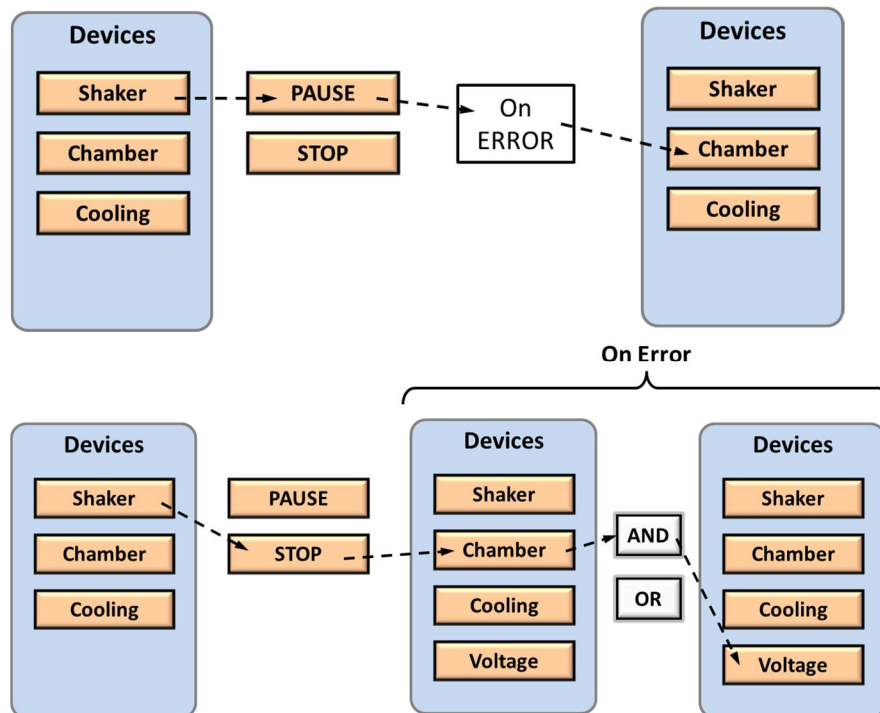 Devices
Shaker
Chamber
Cooling
PAUSE
STOP
On
ERROR
Devices
Shaker
Chamber
Cooling
On Error
Devices
Shaker
Chamber
Cooling
PAUSE
STOP
Devices
Shaker
Chamber
Cooling
Voltage
AND
OR
Devices
Shaker
Chamber
Cooling
Voltage